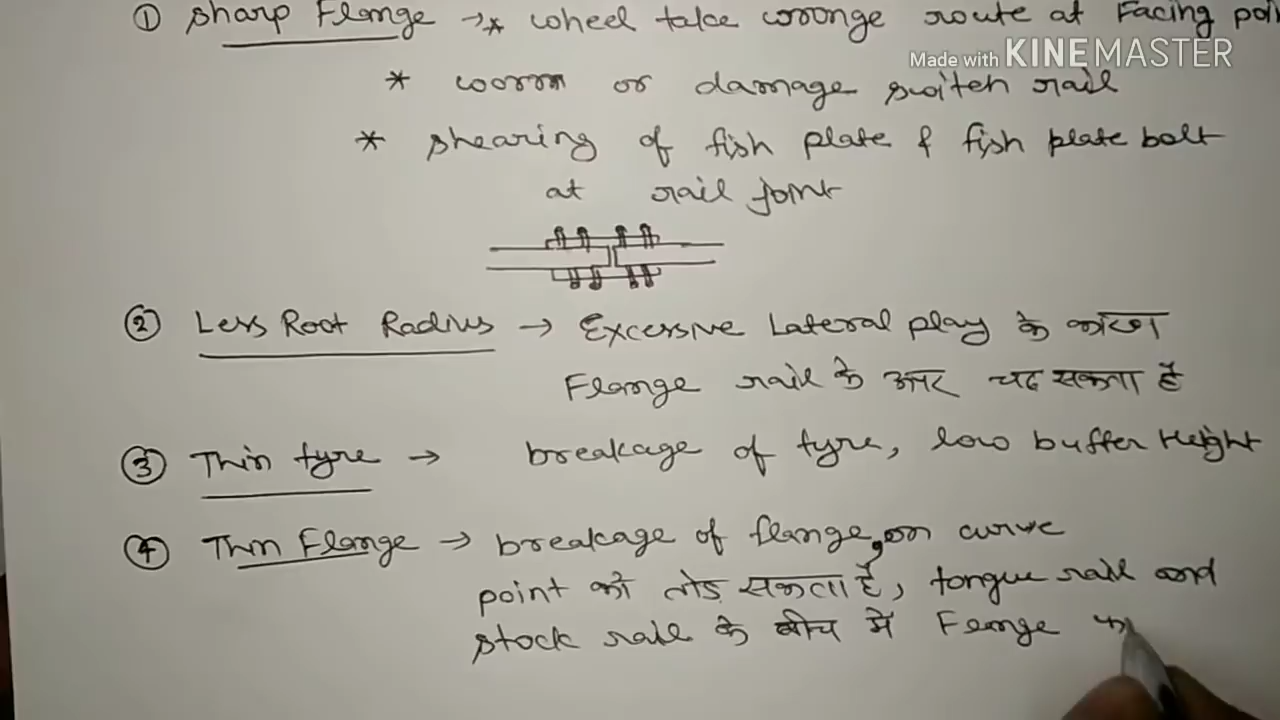 ① Sharp Flange → * wheel take wronge route at Facing poi
Made with KINEMASTER
* worrn or damage switch rail
* shearing of fish plate & fish plate bolt
at rail joint
② Less Root Radius → Excessive Lateral play के कारण
Flange rail के ऊपर चढ सकता है
③ Thin tyre → breakage of tyre, low buffer Height
④ Thin Flange → breakage of flange, on curve
point को तोड़ सकता है, tongue rail and
stock rail के बीच में Flange